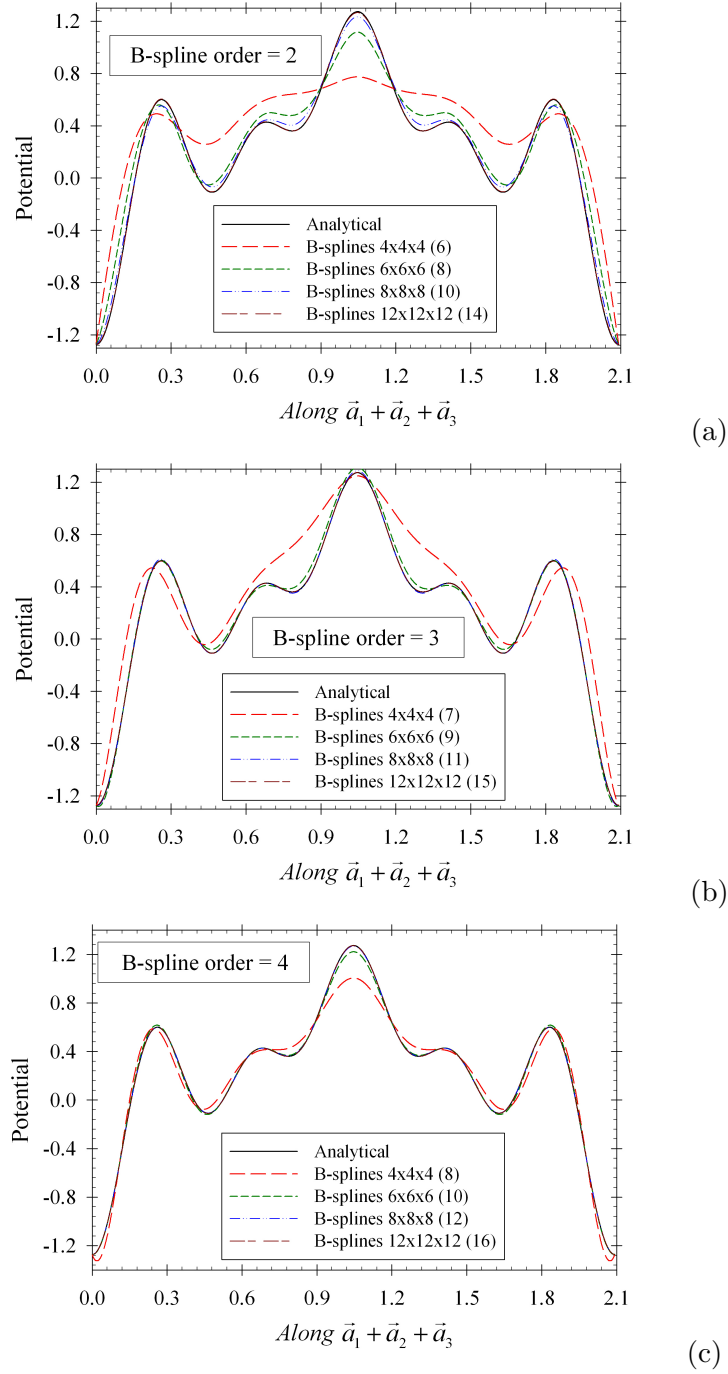 B-spline order = 2
Potential
1.2
0.8
0.4
0.0
-0.4
-0.8
-1.2
Analytical
B-splines 4x4x4 (6)
B-splines 6x6x6 (8)
B-splines 8x8x8 (10)
B-splines 12x12x12 (14)
0.0 0.3 0.6 0.9 1.2 1.5 1.8 2.1
Along a⃗₁ + a⃗₂ + a⃗₃
(a)
Potential
1.2
0.8
0.4
0.0
-0.4
-0.8
-1.2
B-spline order = 3
Analytical
B-splines 4x4x4 (7)
B-splines 6x6x6 (9)
B-splines 8x8x8 (11)
B-splines 12x12x12 (15)
0.0 0.3 0.6 0.9 1.2 1.5 1.8 2.1
Along a⃗₁ + a⃗₂ + a⃗₃
(b)
B-spline order = 4
Potential
1.2
0.8
0.4
0.0
-0.4
-0.8
-1.2
Analytical
B-splines 4x4x4 (8)
B-splines 6x6x6 (10)
B-splines 8x8x8 (12)
B-splines 12x12x12 (16)
0.0 0.3 0.6 0.9 1.2 1.5 1.8 2.1
Along a⃗₁ + a⃗₂ + a⃗₃
(c)